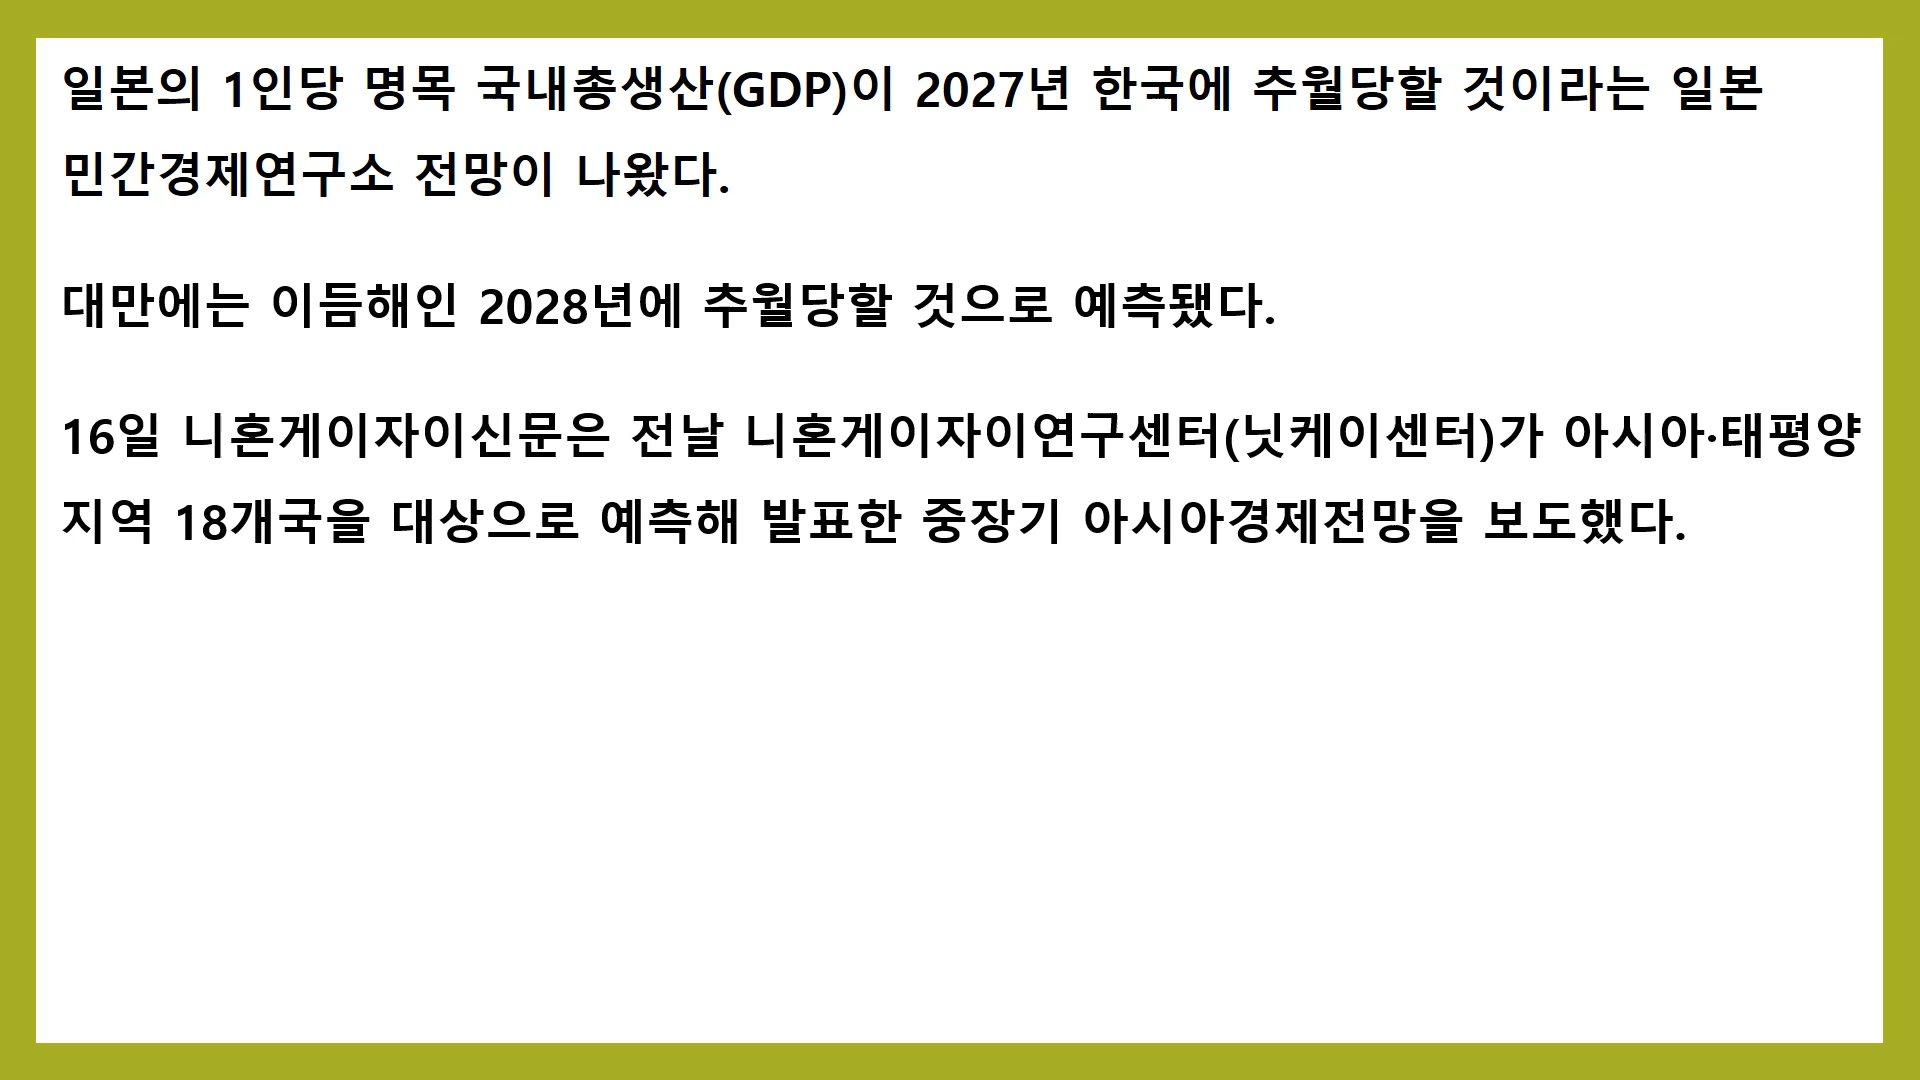 일본의 1인당 명목 국내총생산(GDP)이 2027년 한국에 추월당할 것이라는 일본
민간경제연구소 전망이 나왔다.
대만에는 이듬해인 2028년에 추월당할 것으로 예측됐다.
16일 니혼게이자이신문은 전날 니혼게이자이연구센터(닛케이센터)가 아시아·태평양
지역 18개국을 대상으로 예측해 발표한 중장기 아시아경제전망을 보도했다.